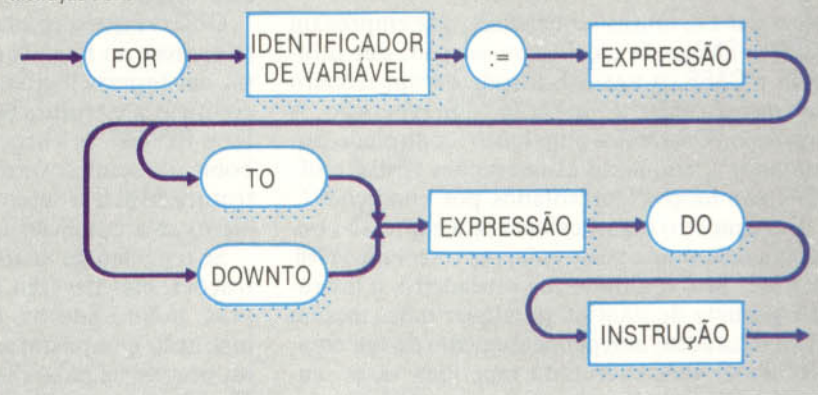 FOR
IDENTIFICADOR
DE VARIÁVEL
:=
EXPRESSÃO
TO
DOWNTO
EXPRESSÃO
DO
INSTRUÇÃO